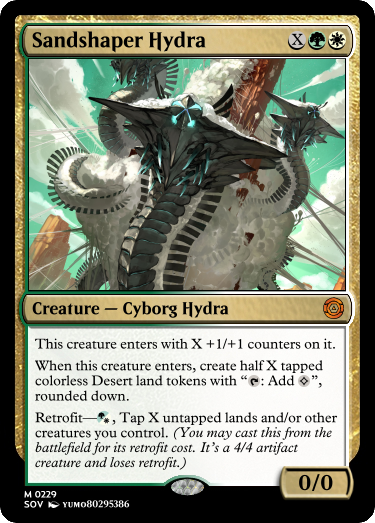 Sandshaper Hydra X
Creature — Cyborg Hydra
This creature enters with X +1/+1 counters on it.
When this creature enters, create half X tapped
colorless Desert land tokens with “: Add ”,
rounded down.
Retrofit—, Tap X untapped lands and/or other
creatures you control. (You may cast this from the
battlefield for its retrofit cost. It’s a 4/4 artifact
creature and loses retrofit.)
0/0
M 0229
SOV YUMO80295386